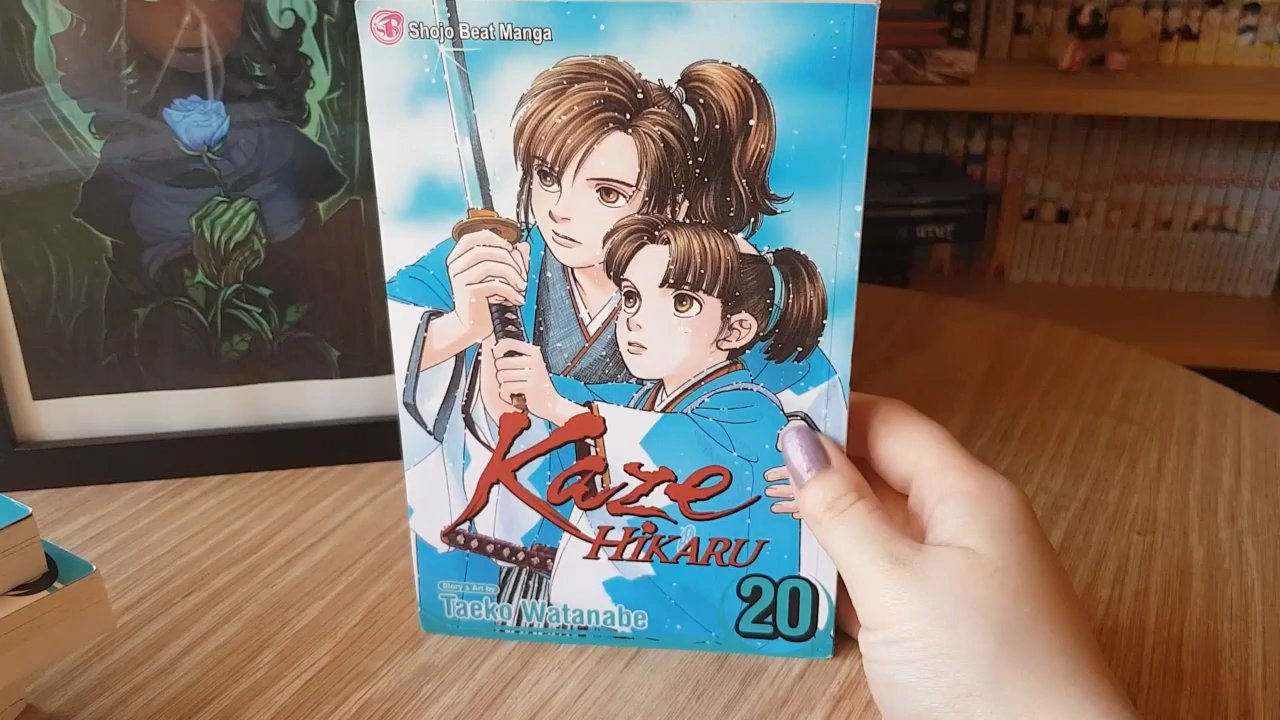 Shojo Beat Manga
Kaze
HIKARU
Story & Art by
Taeko Watanabe
20